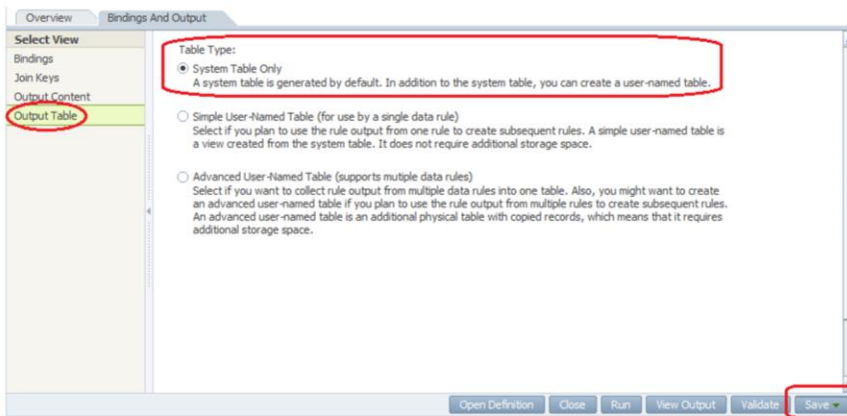 Overview
Bindings And Output
Select View
Bindings
Join Keys
Output Content
Output Table
Table Type:
System Table Only
A system table is generated by default. In addition to the system table, you can create a user-named table.
Simple User-Named Table (for use by a single data rule)
Select if you plan to use the rule output from one rule to create subsequent rules. A simple user-named table is
a view created from the system table. It does not require additional storage space.
Advanced User-Named Table (supports mutiple data rules)
Select if you want to collect rule output from multiple data rules into one table. Also, you might want to create
an advanced user-named table if you plan to use the rule output from multiple rules to create subsequent rules.
An advanced user-named table is an additional physical table with copied records, which means that it requires
additional storage space.
Open Definition
Close
Run
View Output
Validate
Save